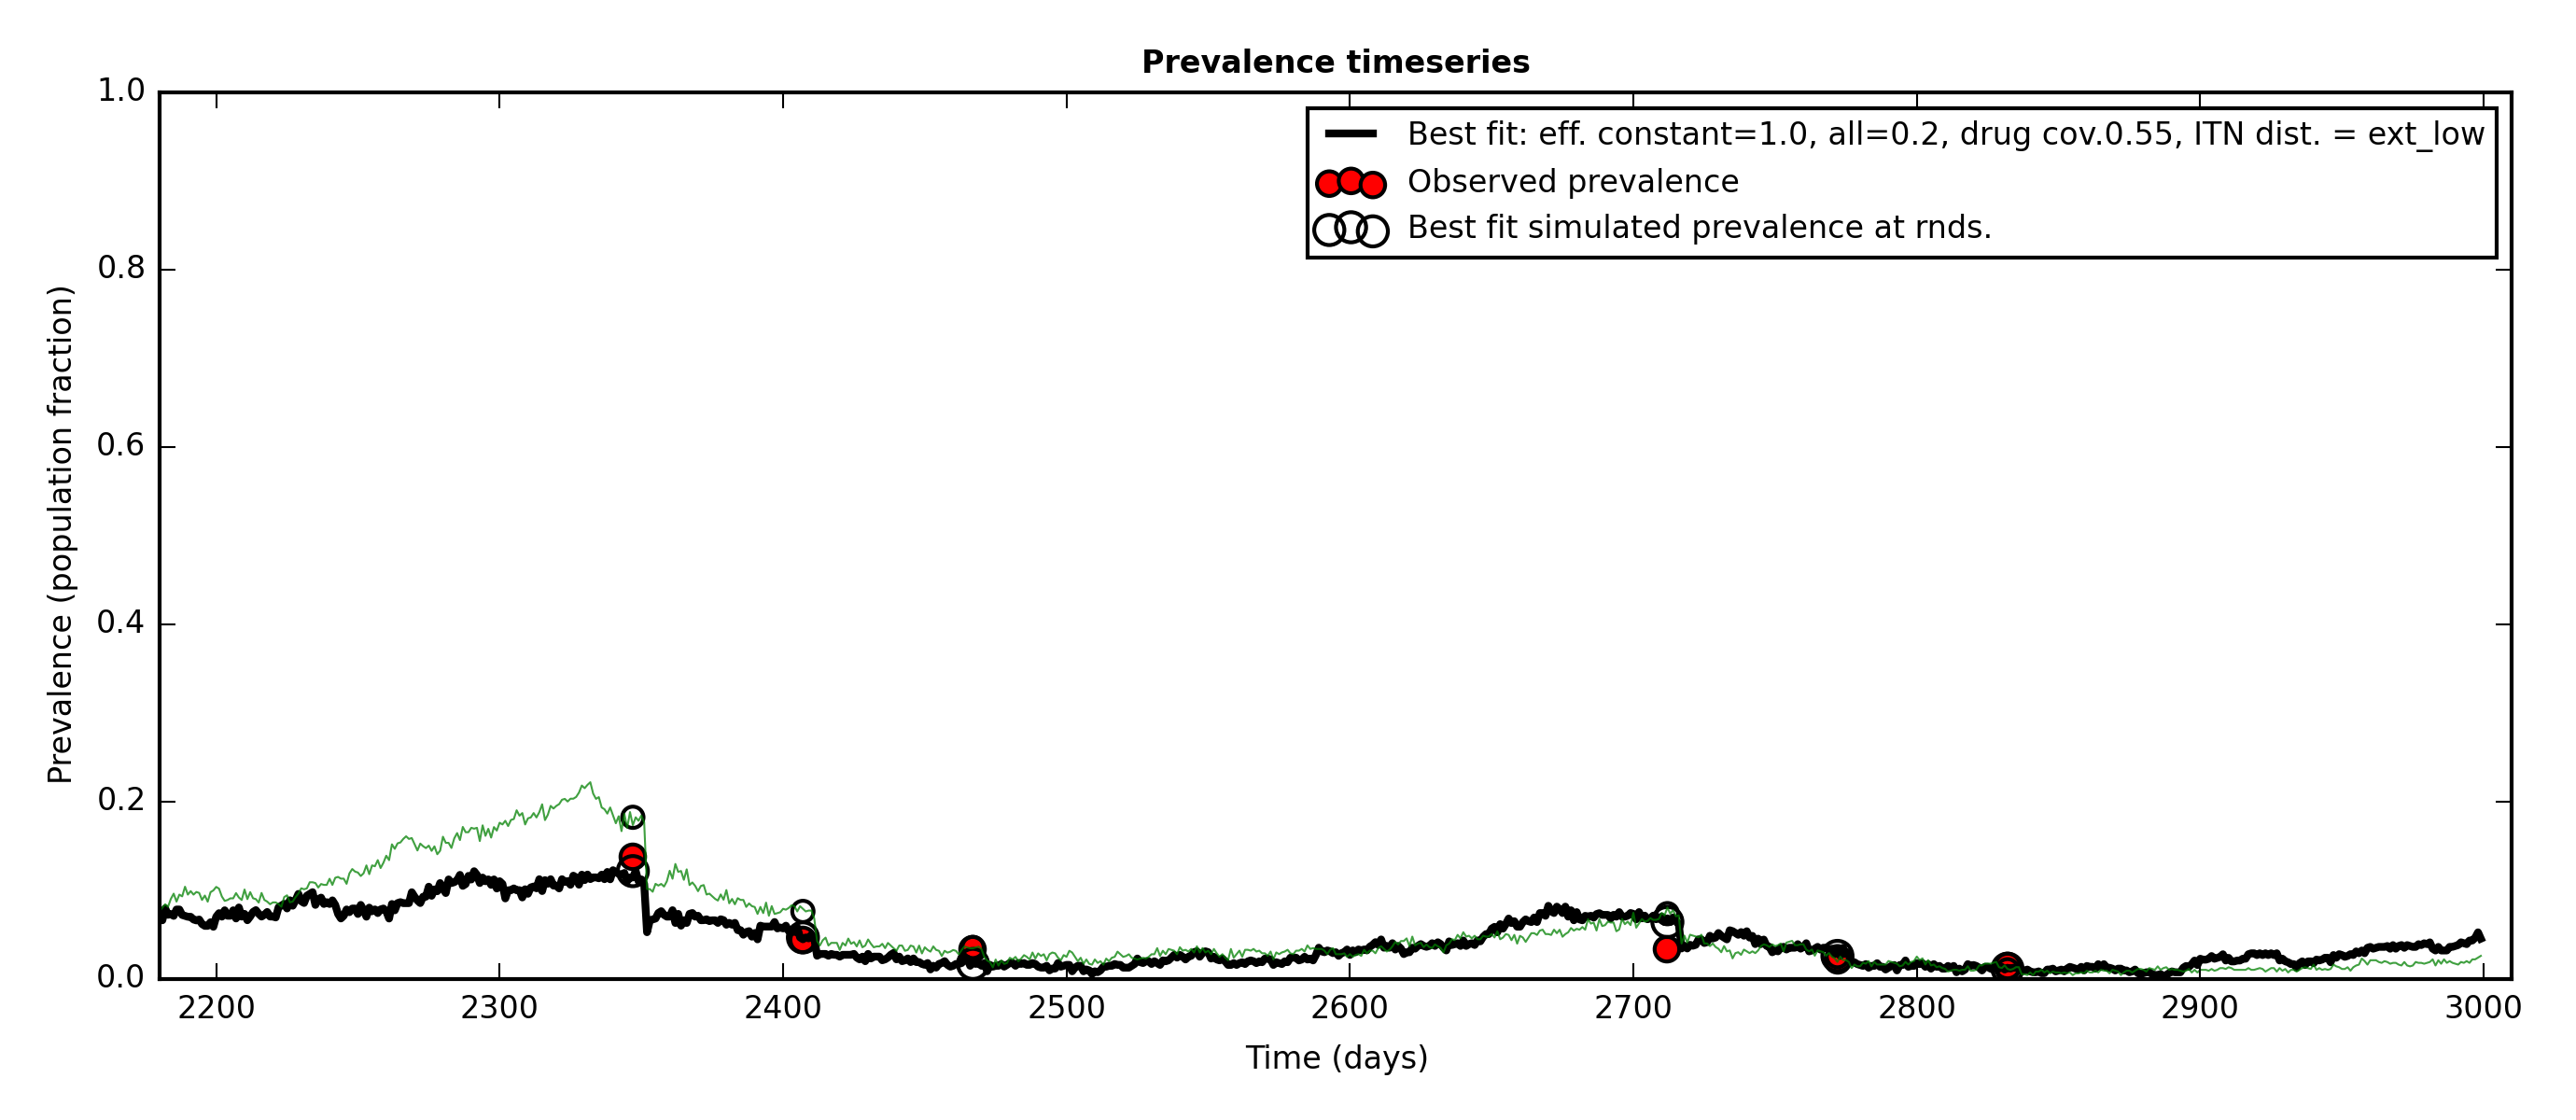 Prevalence timeseries
1.0
0.8
0.6
0.4
0.2
0.0
Prevalence (population fraction)
Best fit: eff. constant=1.0, all=0.2, drug cov.0.55, ITN dist. = ext_low
Observed prevalence
Best fit simulated prevalence at rnds.
2200 2300 2400 2500 2600 2700 2800 2900 3000
Time (days)